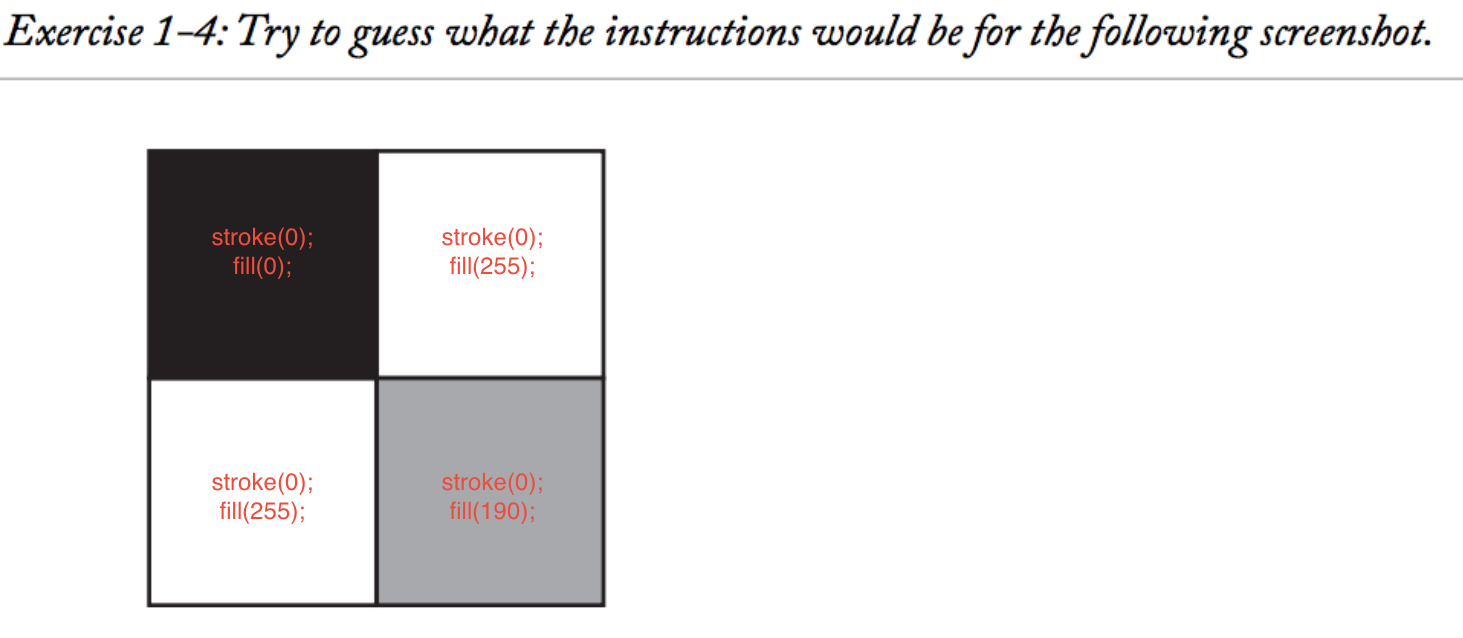 Exercise 1–4: Try to guess what the instructions would be for the following screenshot.
stroke(0);
fill(0);
stroke(0);
fill(255);
stroke(0);
fill(255);
stroke(0);
fill(190);